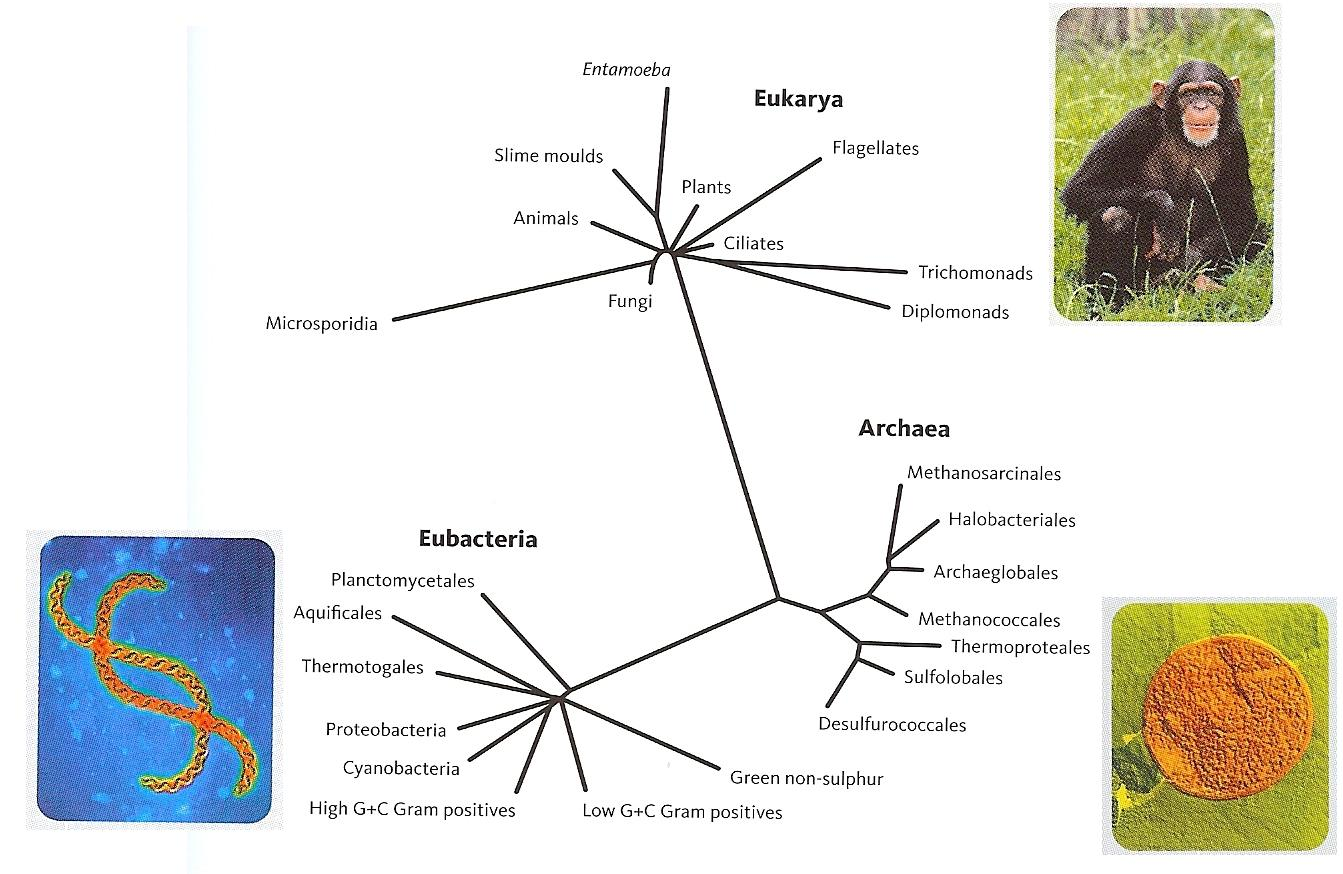 Entamoeba
Eukarya
Flagellates
Slime moulds
Plants
Animals
Ciliates
Trichomonads
Fungi
Diplomonads
Microsporidia
Archaea
Methanosarcinales
Halobacteriales
Eubacteria
Archaeglobales
Planctomycetales
Aquificales
Methanococcales
Thermoproteales
Thermotogales
Sulfolobales
Desulfurococcales
Proteobacteria
Cyanobacteria
Green non-sulphur
High G+C Gram positives
Low G+C Gram positives